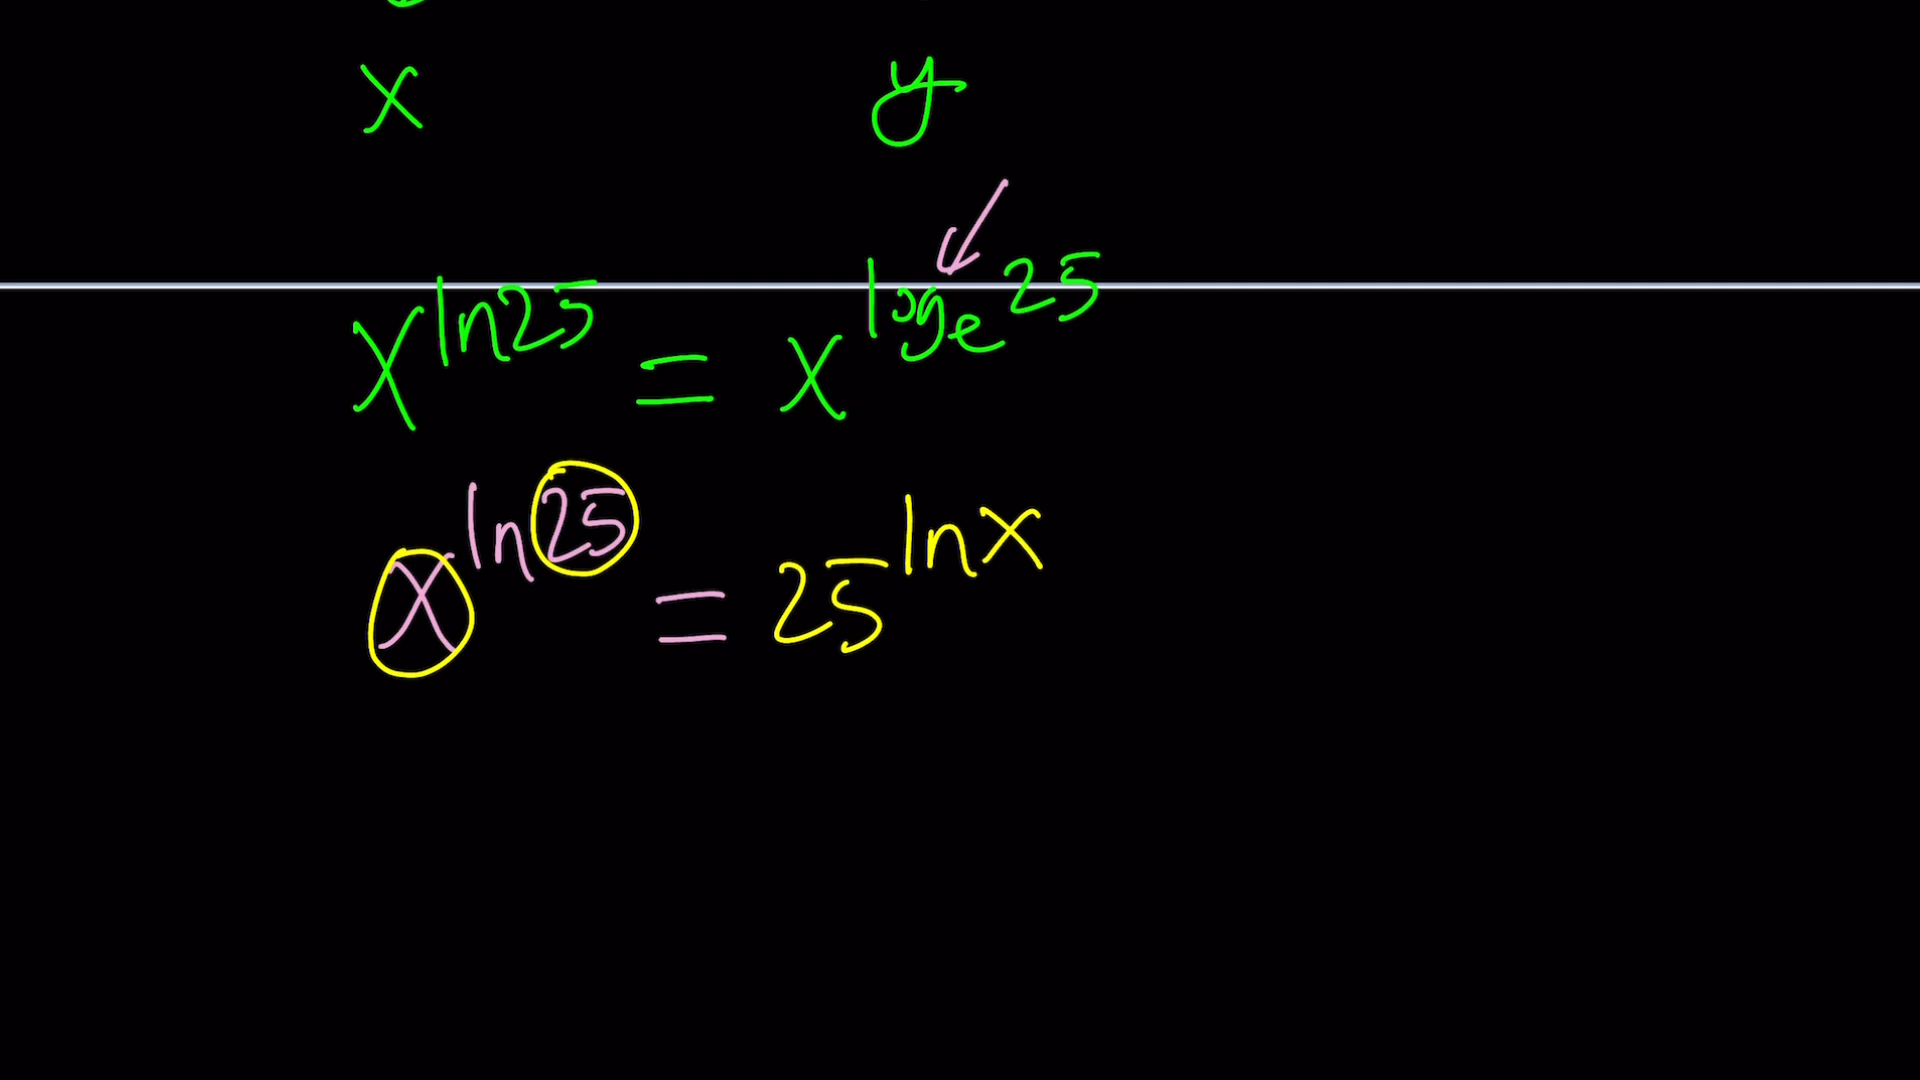 x y
x^ln25 = x^log_e 25
x^ln25 = 25^lnx